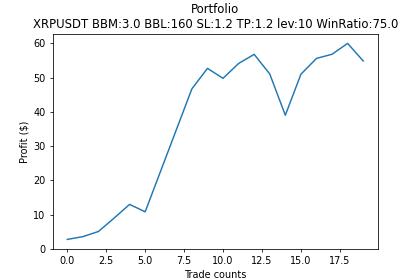 Portfolio
XRPUSDT BBM:3.0 BBL:160 SL:1.2 TP:1.2 lev:10 WinRatio:75.0
Profit ($)
60
50
40
30
20
10
0
0.0 2.5 5.0 7.5 10.0 12.5 15.0 17.5
Trade counts